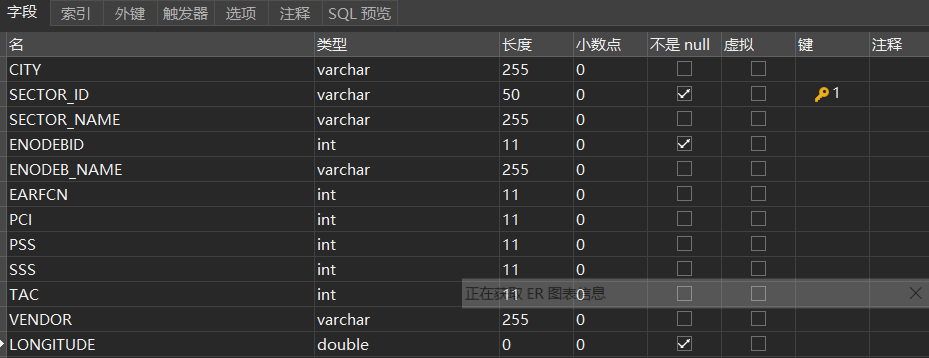 字段 索引 外键 触发器 选项 注释 SQL 预览
名 类型 长度 小数点 不是 null 虚拟 键 注释
CITY varchar 255 0
SECTOR_ID varchar 50 0 1
SECTOR_NAME varchar 255 0
ENODEBID int 11 0
ENODEB_NAME varchar 255 0
EARFCN int 11 0
PCI int 11 0
PSS int 11 0
SSS int 11 0
TAC int 11 0
正在获取 ER 图表信息
VENDOR varchar 255 0
LONGITUDE double 0 0